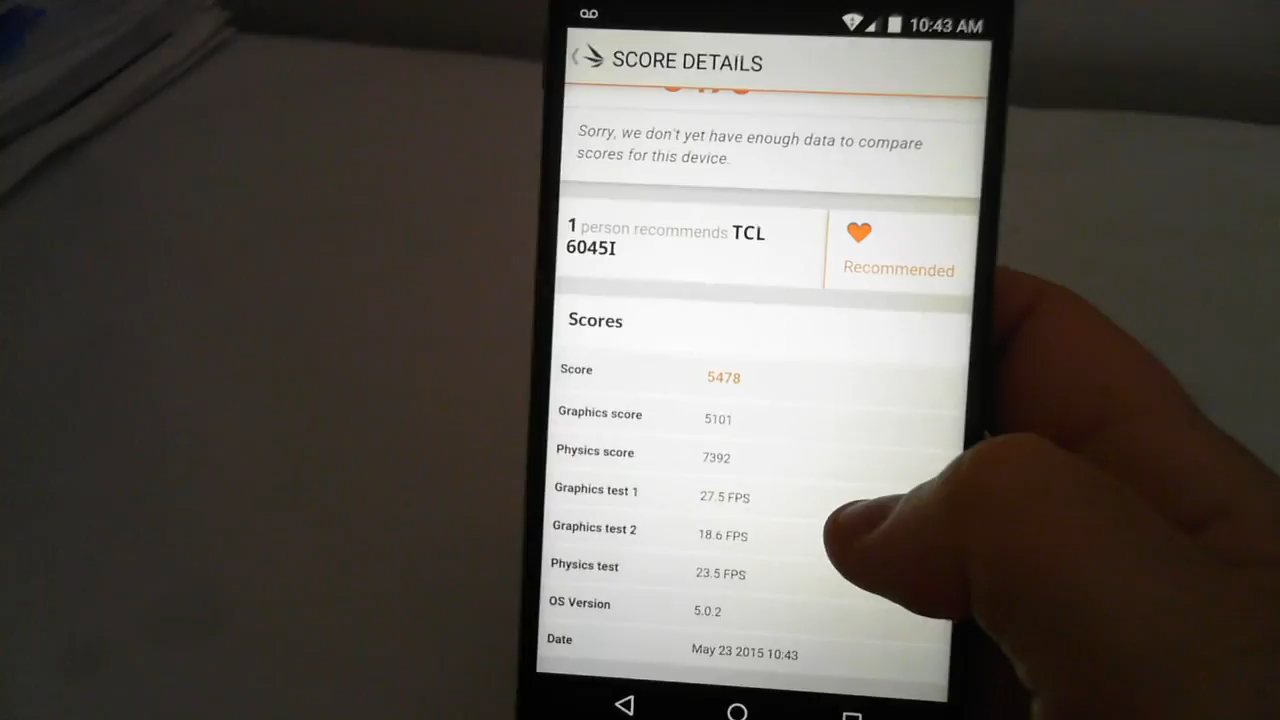 10:43 AM
SCORE DETAILS
Sorry, we don't yet have enough data to compare
scores for this device.
1 person recommends TCL
6045I
Recommended
Scores
Score 5478
Graphics score 5101
Physics score 7392
Graphics test 1 27.5 FPS
Graphics test 2 18.6 FPS
Physics test 23.5 FPS
OS Version 5.0.2
Date May 23 2015 10:43